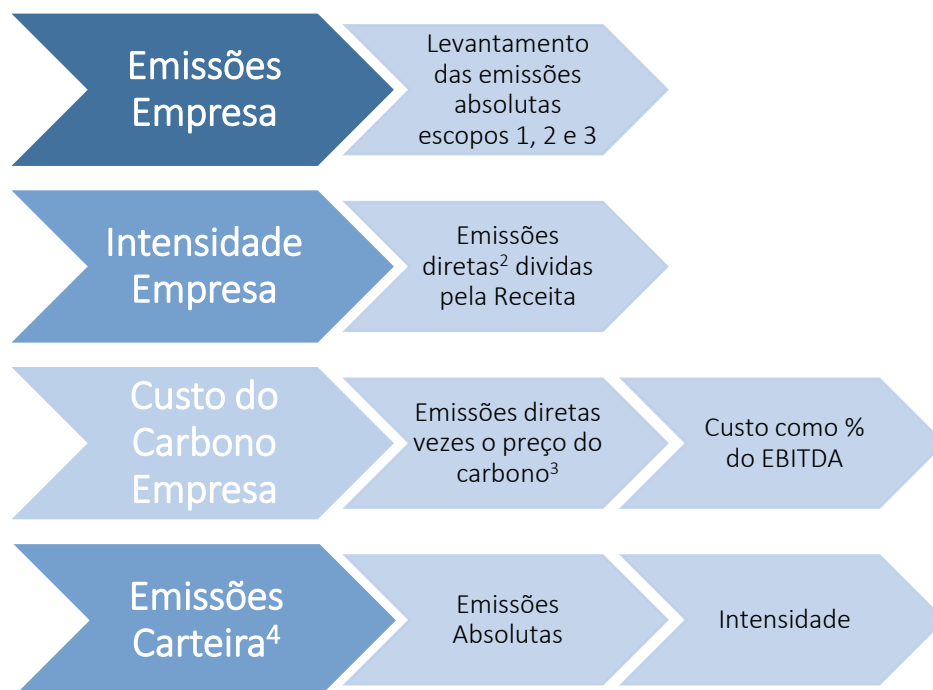 Emissões
Empresa
Levantamento
das emissões
absolutas
escopos 1, 2 e 3
Intensidade
Empresa
Emissões
diretas² dividas
pela Receita
Custo do
Carbono
Empresa
Emissões diretas
vezes o preço do
carbono³
Custo como %
do EBITDA
Emissões
Carteira⁴
Emissões
Absolutas
Intensidade